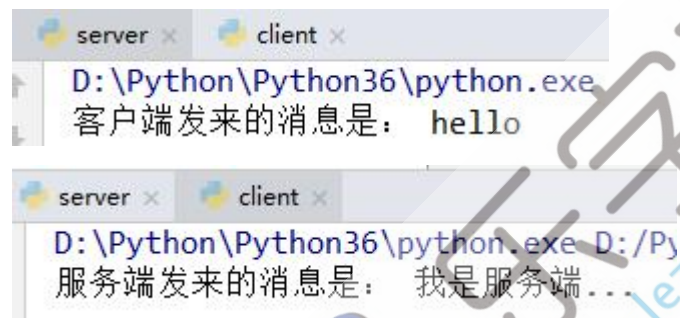 server × client ×
D:\Python\Python36\python.exe
客户端发来的消息是： hello
server × client ×
D:\Python\Python36\python.exe D:/Py
服务端发来的消息是： 我是服务端...